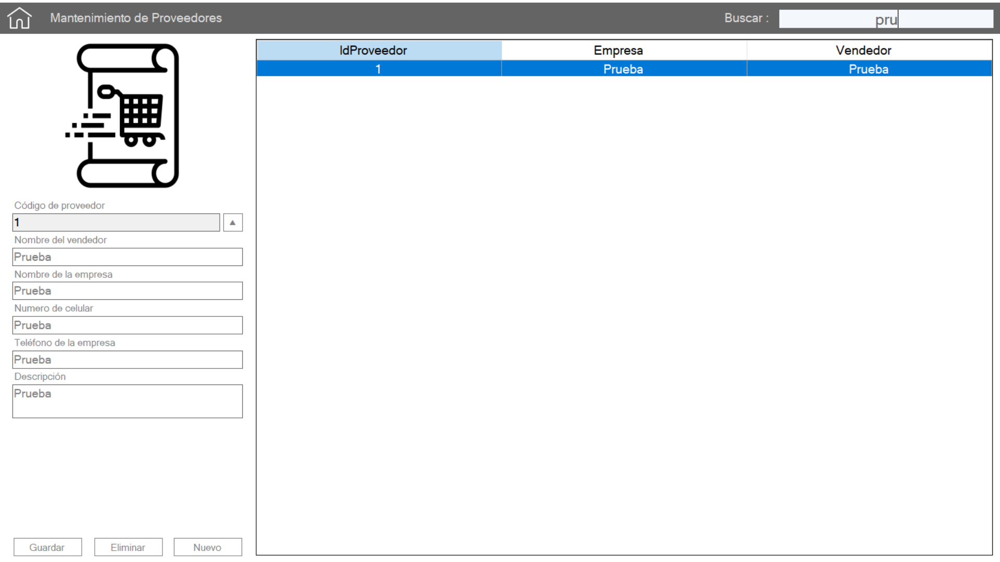 Mantenimiento de Proveedores
Buscar :
pru
IdProveedor Empresa Vendedor
1 Prueba Prueba
Código de proveedor
1
Nombre del vendedor
Prueba
Nombre de la empresa
Prueba
Numero de celular
Prueba
Teléfono de la empresa
Prueba
Descripción
Prueba
Guardar Eliminar Nuevo